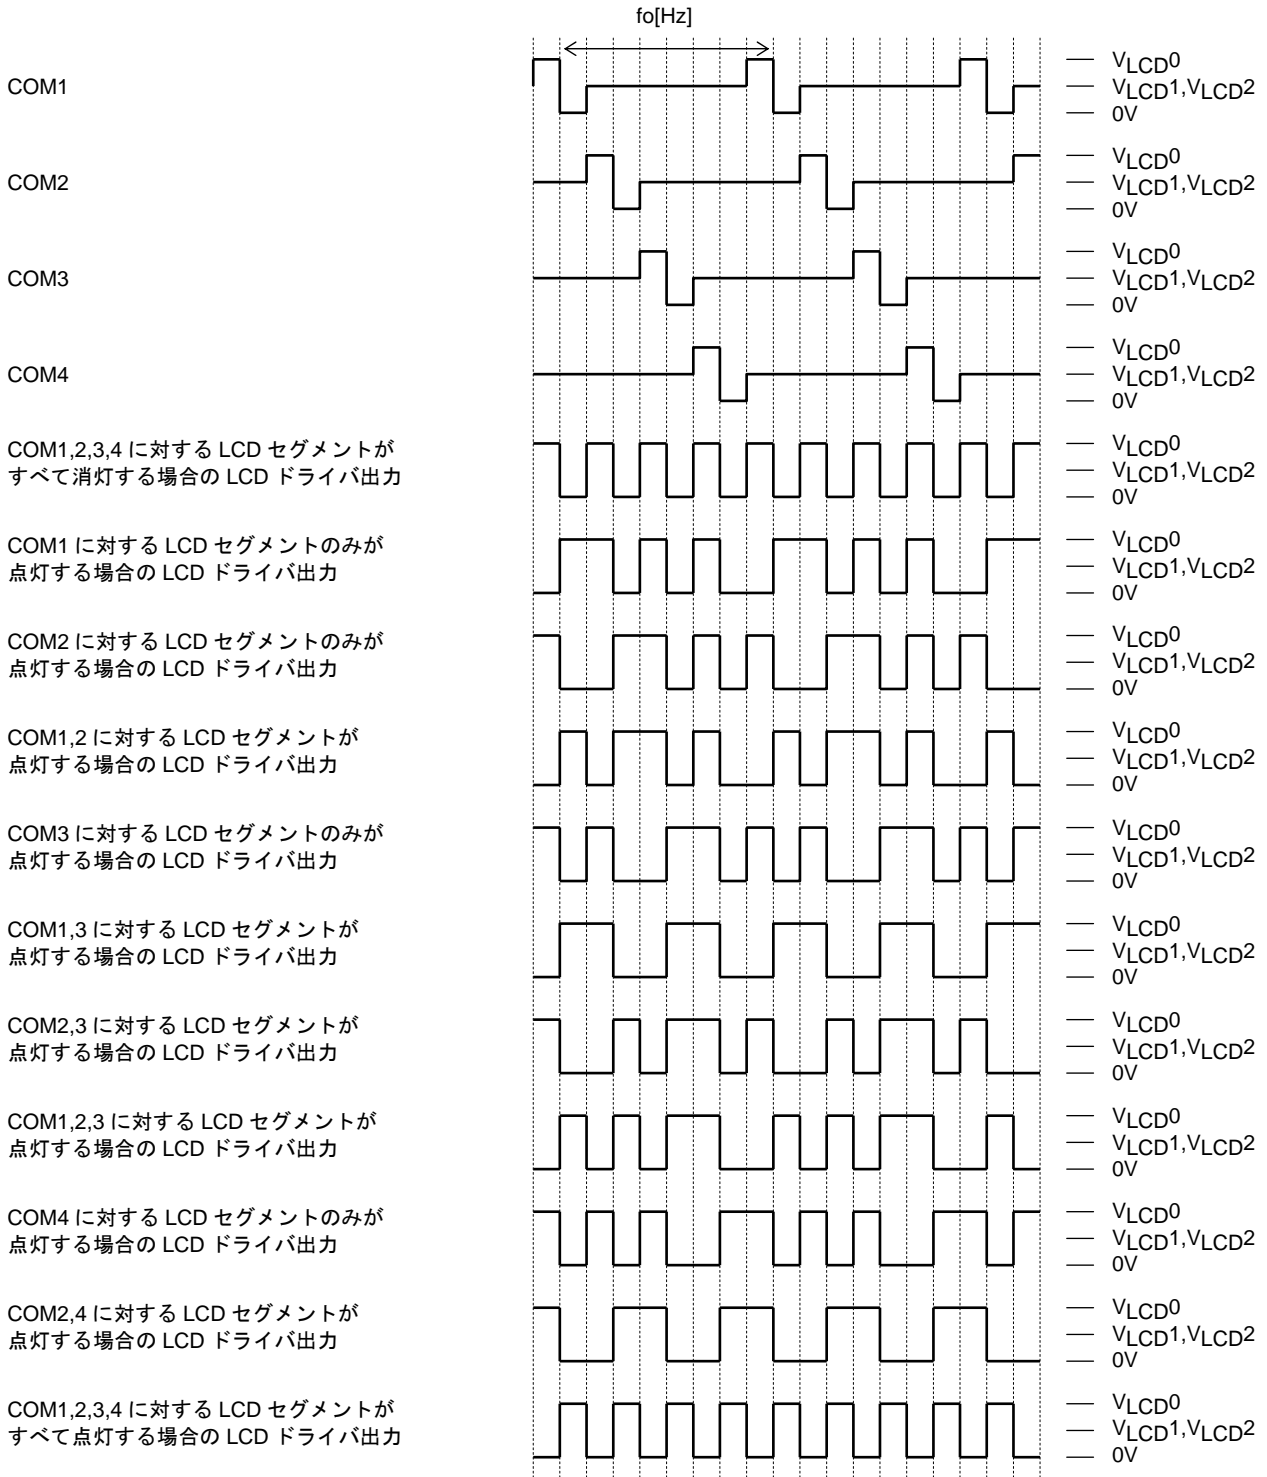 fo[Hz]
COM1
VLCD0
VLCD1,VLCD2
0V
COM2
VLCD0
VLCD1,VLCD2
0V
COM3
VLCD0
VLCD1,VLCD2
0V
COM4
VLCD0
VLCD1,VLCD2
0V
COM1,2,3,4 に対する LCD セグメントが
すべて消灯する場合の LCD ドライバ出力
VLCD0
VLCD1,VLCD2
0V
COM1 に対する LCD セグメントのみが
点灯する場合の LCD ドライバ出力
VLCD0
VLCD1,VLCD2
0V
COM2 に対する LCD セグメントのみが
点灯する場合の LCD ドライバ出力
VLCD0
VLCD1,VLCD2
0V
COM1,2 に対する LCD セグメントが
点灯する場合の LCD ドライバ出力
VLCD0
VLCD1,VLCD2
0V
COM3 に対する LCD セグメントのみが
点灯する場合の LCD ドライバ出力
VLCD0
VLCD1,VLCD2
0V
COM1,3 に対する LCD セグメントが
点灯する場合の LCD ドライバ出力
VLCD0
VLCD1,VLCD2
0V
COM2,3 に対する LCD セグメントが
点灯する場合の LCD ドライバ出力
VLCD0
VLCD1,VLCD2
0V
COM1,2,3 に対する LCD セグメントが
点灯する場合の LCD ドライバ出力
VLCD0
VLCD1,VLCD2
0V
COM4 に対する LCD セグメントのみが
点灯する場合の LCD ドライバ出力
VLCD0
VLCD1,VLCD2
0V
COM2,4 に対する LCD セグメントが
点灯する場合の LCD ドライバ出力
VLCD0
VLCD1,VLCD2
0V
COM1,2,3,4 に対する LCD セグメントが
すべて点灯する場合の LCD ドライバ出力
VLCD0
VLCD1,VLCD2
0V